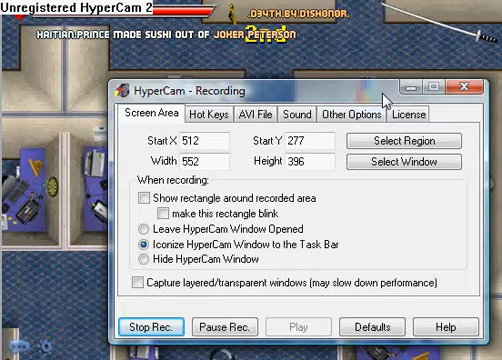 Unregistered HyperCam 2
.D34TH.BY.D1SHON0R.
HAITIAN.PRINCE MADE SUSHI OUT OF JOKER PETERSON
2nd
HyperCam - Recording
Screen Area Hot Keys AVI File Sound Other Options License
Start X 512 Start Y 277 Select Region
Width 552 Height 396 Select Window
When recording:
Show rectangle around recorded area
make this rectangle blink
Leave HyperCam Window Opened
Iconize HyperCam Window to the Task Bar
Hide HyperCam Window
Capture layered/transparent windows (may slow down performance)
Stop Rec. Pause Rec. Play Defaults Help